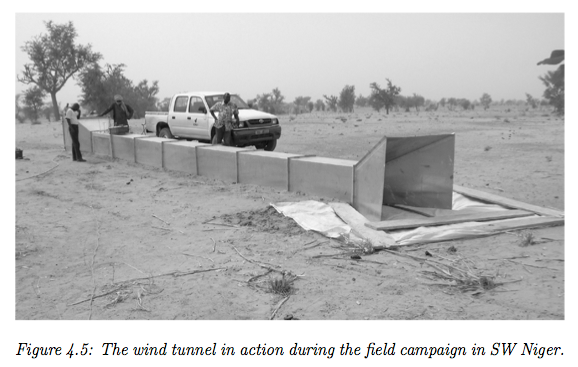 Figure 4.5: The wind tunnel in action during the field campaign in SW Niger.